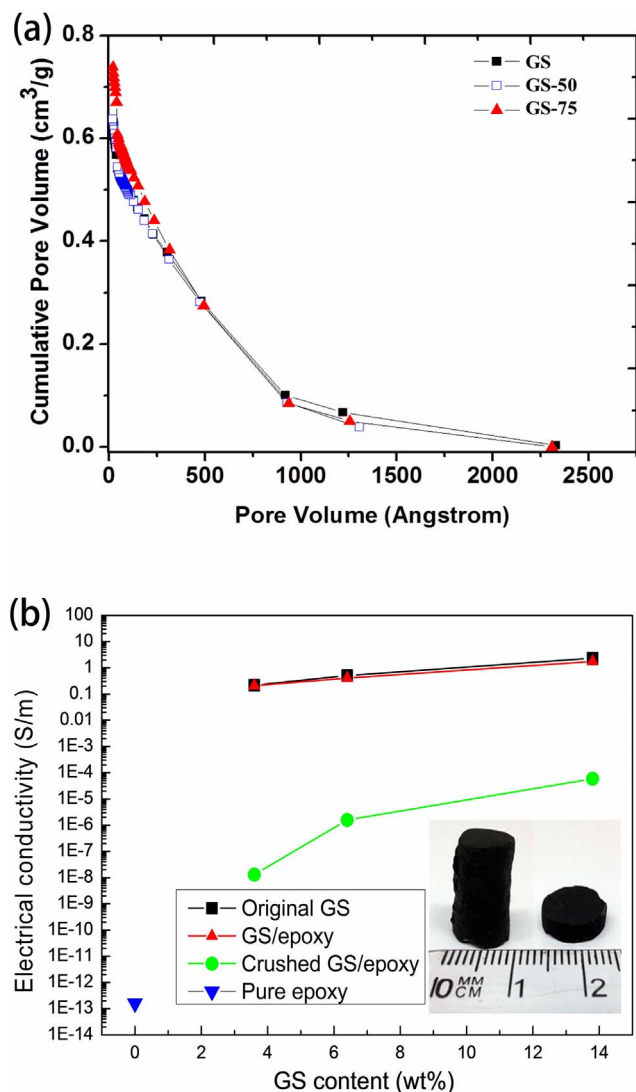 (a)
0.8
0.6
0.4
0.2
0.0
Cumulative Pore Volume (cm³/g)
GS
GS-50
GS-75
0 500 1000 1500 2000 2500
Pore Volume (Angstrom)
(b)
100
10
1
0.1
0.01
1E-3
1E-4
1E-5
1E-6
1E-7
1E-8
1E-9
1E-10
1E-11
1E-12
1E-13
1E-14
Electrical conductivity (S/m)
Original GS
GS/epoxy
Crushed GS/epoxy
Pure epoxy
10 MM CM 1 2
0 2 4 6 8 10 12 14
GS content (wt%)